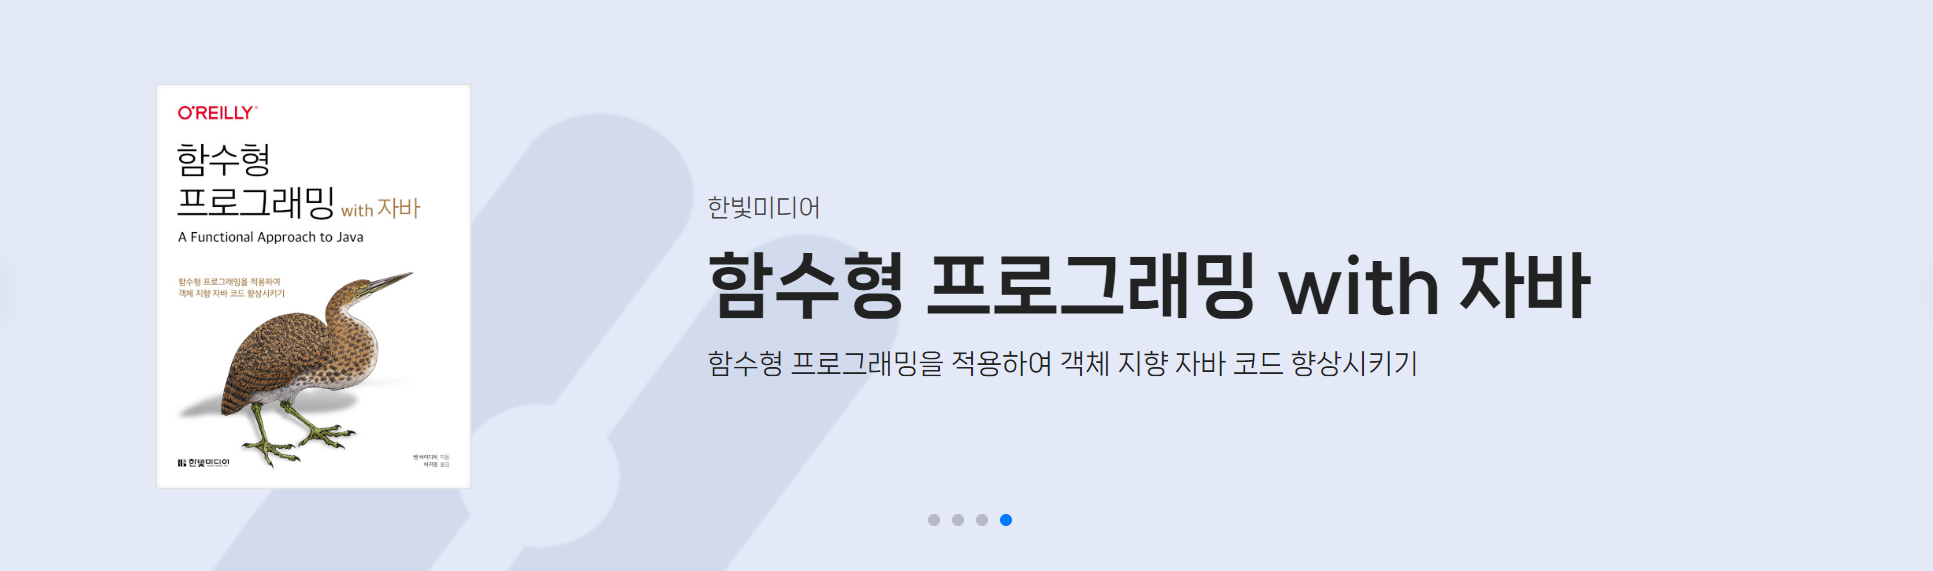 O'REILLY®
함수형
프로그래밍 with 자바
A Functional Approach to Java
함수형 프로그래밍을 적용하여
객체 지향 자바 코드 향상시키기
한빛미디어
지음
옮김
한빛미디어
함수형 프로그래밍 with 자바
함수형 프로그래밍을 적용하여 객체 지향 자바 코드 향상시키기